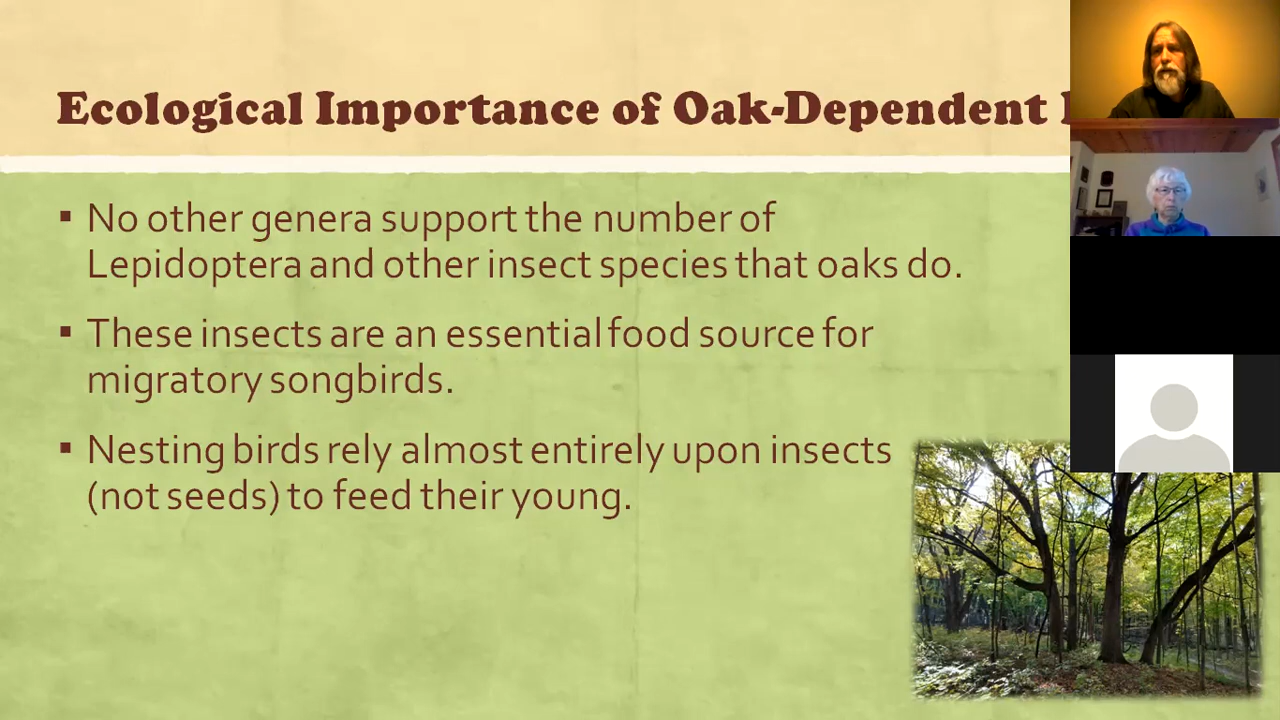 Ecological Importance of Oak-Dependent
▪ No other genera support the number of
Lepidoptera and other insect species that oaks do.
▪ These insects are an essential food source for
migratory songbirds.
▪ Nesting birds rely almost entirely upon insects
(not seeds) to feed their young.